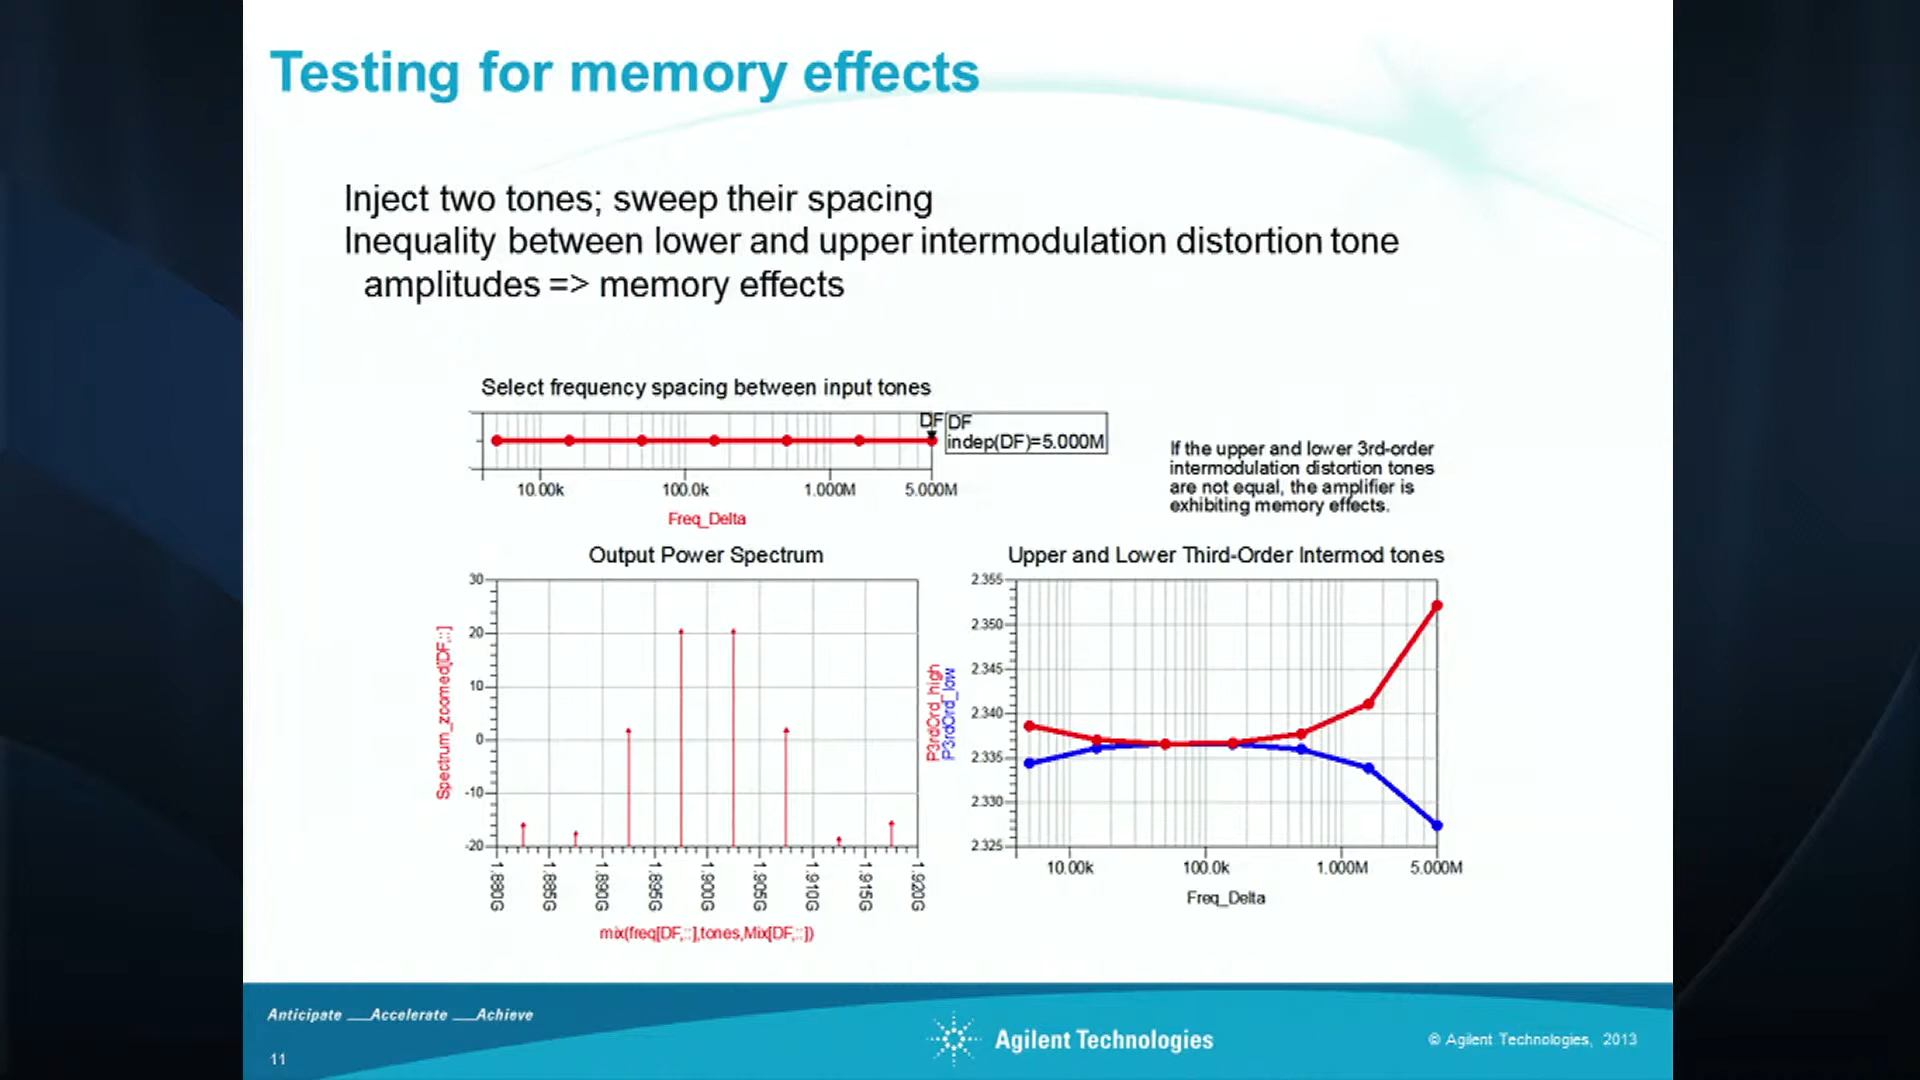 Testing for memory effects
Inject two tones; sweep their spacing
Inequality between lower and upper intermodulation distortion tone
amplitudes => memory effects
Select frequency spacing between input tones
DF
DF
indep(DF)=5.000M
10.00k 100.0k 1.000M 5.000M
Freq_Delta
If the upper and lower 3rd-order
intermodulation distortion tones
are not equal, the amplifier is
exhibiting memory effects.
Output Power Spectrum
Spectrum_zoomed[DF,::]
30
20
10
0
-10
-20
1.880G 1.885G 1.890G 1.895G 1.900G 1.905G 1.910G 1.915G 1.920G
mix(freq[DF,::],tones,Mix[DF,::])
Upper and Lower Third-Order Intermod tones
P3rdOrd_high
P3rdOrd_low
2.355
2.350
2.345
2.340
2.335
2.330
2.325
10.00k 100.0k 1.000M 5.000M
Freq_Delta
Anticipate __Accelerate __Achieve
11
Agilent Technologies
© Agilent Technologies, 2013